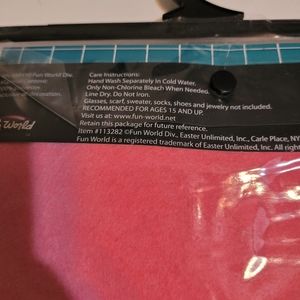 Fun World Div.
Care Instructions:
Hand Wash Separately in Cold Water.
Only Non-Chlorine Bleach When Needed.
Line Dry. Do Not Iron.
Glasses, scarf, sweater, socks, shoes and jewelry not included.
RECOMMENDED FOR AGES 15 AND UP.
Visit us at: www.fun-world.net
Retain this package for future reference.
Item #113282 ©Fun World Div., Easter Unlimited, Inc., Carle Place, NY
Fun World is a registered trademark of Easter Unlimited, Inc. All